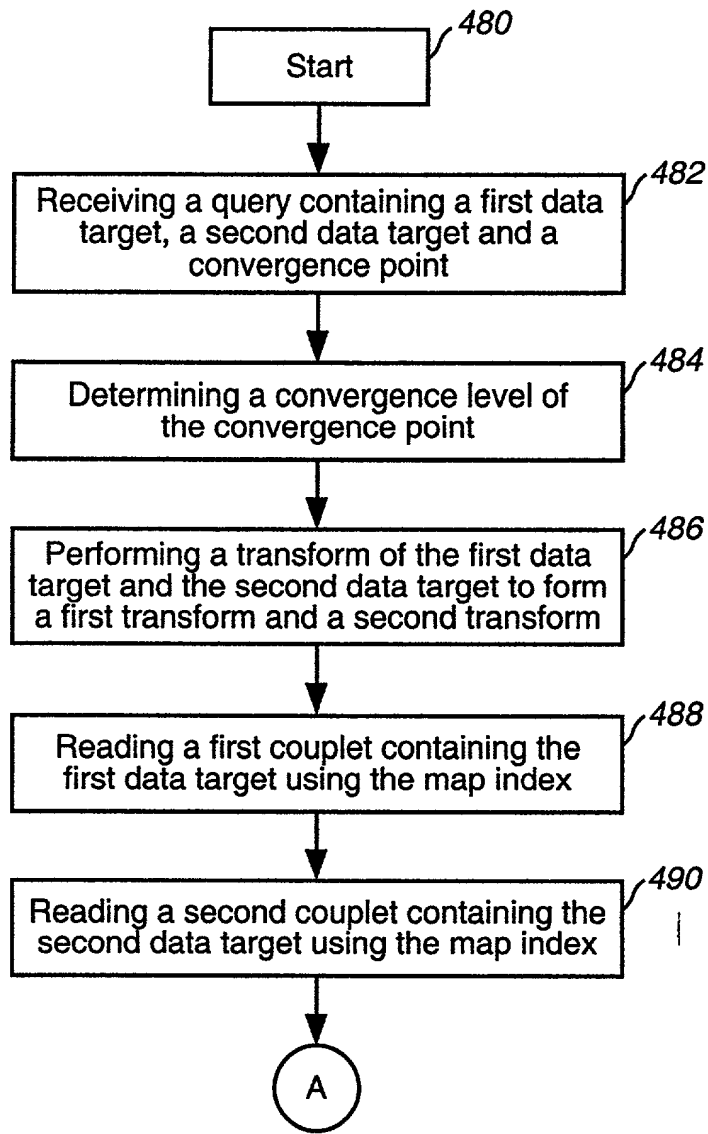 480
Start
482
Receiving a query containing a first data
target, a second data target and a
convergence point
484
Determining a convergence level of
the convergence point
486
Performing a transform of the first data
target and the second data target to form
a first transform and a second transform
488
Reading a first couplet containing the
first data target using the map index
490
Reading a second couplet containing the
second data target using the map index
A